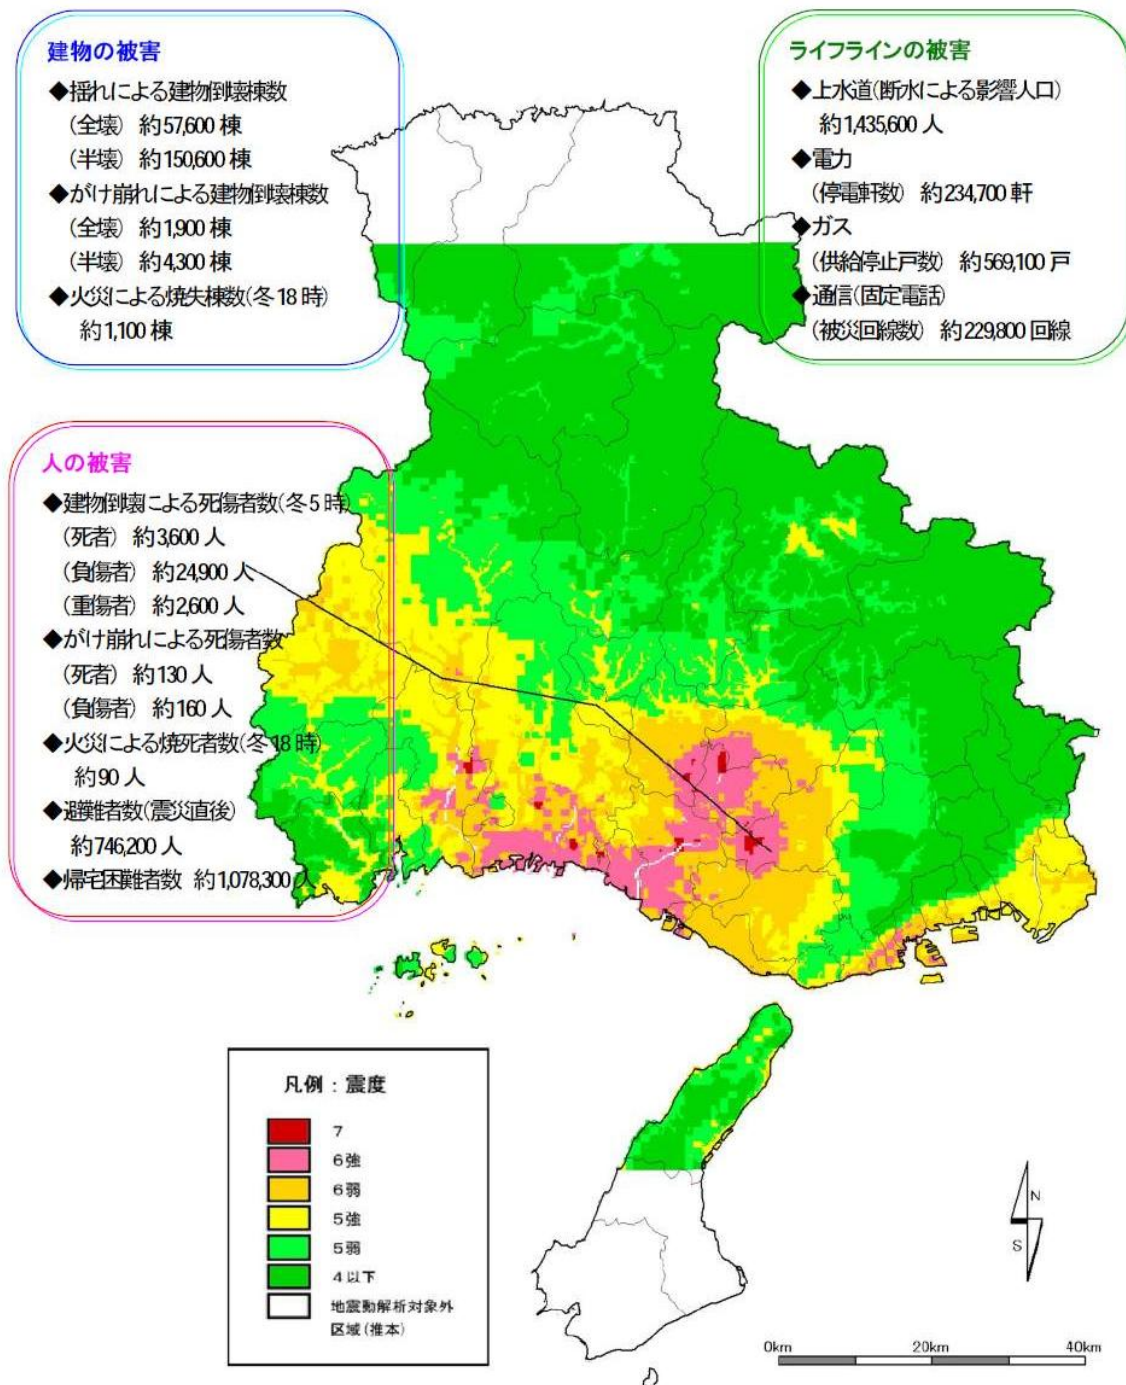 建物の被害
◆揺れによる建物倒壊棟数
(全壊) 約57,600棟
(半壊) 約150,600棟
◆がけ崩れによる建物倒壊棟数
(全壊) 約1,900棟
(半壊) 約4,300棟
◆火災による焼失棟数(冬18時)
約1,100棟
ライフラインの被害
◆上水道(断水による影響人口)
約1,435,600人
◆電力
(停電軒数) 約234,700軒
◆ガス
(供給停止戸数) 約569,100戸
◆通信(固定電話)
(被災回線数) 約229,800回線
人の被害
◆建物倒壊による死傷者数(冬5時)
(死者) 約3,600人
(負傷者) 約24,900人
(重傷者) 約2,600人
◆がけ崩れによる死傷者数
(死者) 約130人
(負傷者) 約160人
◆火災による焼死者数(冬18時)
約90人
◆避難者数(震災直後)
約746,200人
◆帰宅困難者数 約1,078,300人
凡例：震度
7
6強
6弱
5強
5弱
4以下
地震動解析対象外
区域(推本)
N
S
0km 20km 40km